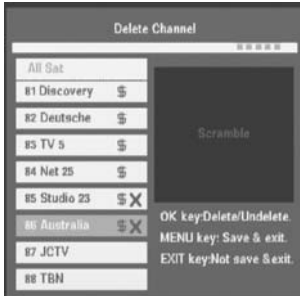 Delete Channel
All Sat
81 Discovery $
82 Deutsche $
83 TV 5 $
84 Net 25 $
85 Studio 23 $ X
86 Australia $ X
87 JCTV
88 TBN
Scramble
OK key:Delete/Undelete.
MENU key: Save & exit.
EXIT key:Not save &exit.